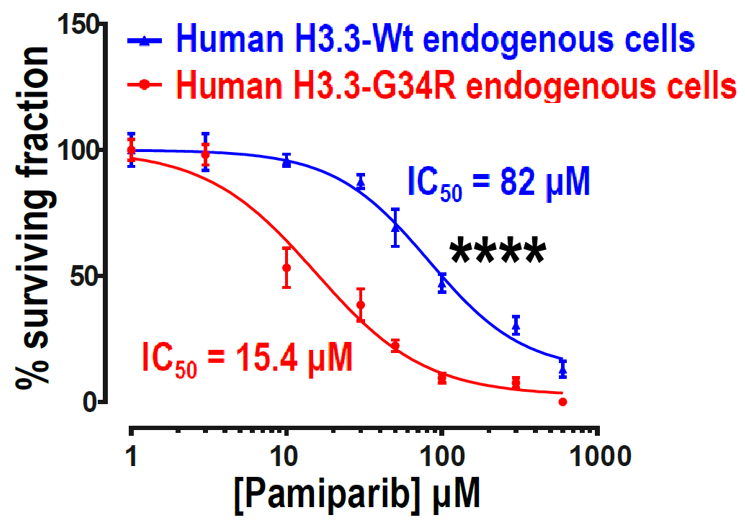 150
Human H3.3-Wt endogenous cells
Human H3.3-G34R endogenous cells
100
IC50 = 82 µM
****
50
IC50 = 15.4 µM
0
% surviving fraction
1 10 100 1000
[Pamiparib] µM